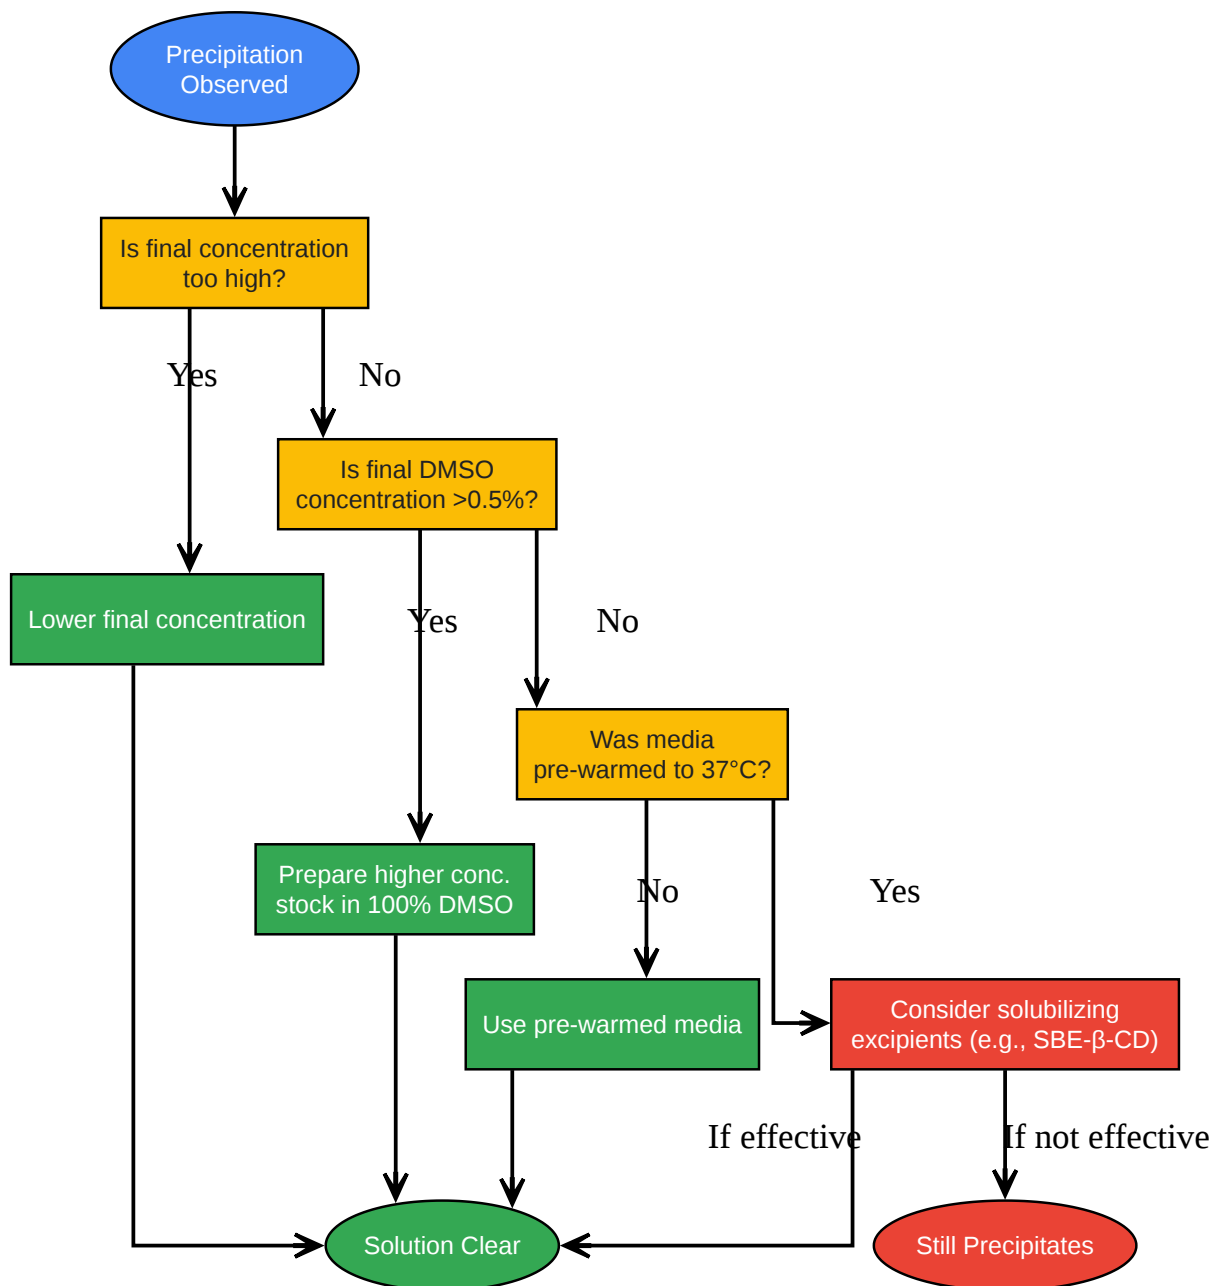 Precipitation
Observed
Is final concentration
too high?
Yes
No
Is final DMSO
concentration >0.5%?
Lower final concentration
Yes
No
Was media
pre-warmed to 37°C?
Prepare higher conc.
stock in 100% DMSO
No
Yes
Use pre-warmed media
Consider solubilizing
excipients (e.g., SBE-β-CD)
If effective
If not effective
Solution Clear
Still Precipitates